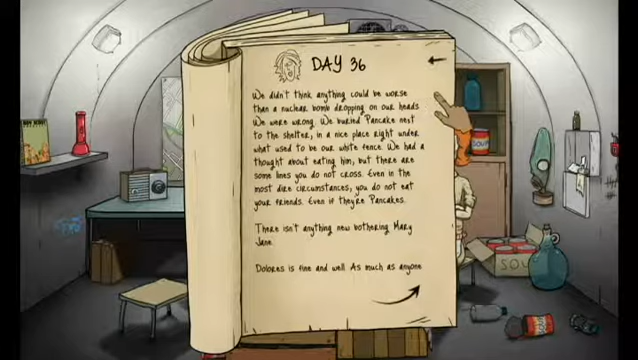 DAY 36
We didn't think anything could be worse
than a nuclear bomb dropping on our heads
We were wrong. We buried Pancake next
to the shelter, in a nice place right under
what used to be our white fence. We had a
thought about eating him, but there are
some lines you do not cross. Even in the
most dire circumstances, you do not eat
your friends. Even if they're Pancakes.
There isn't anything new bothering Mary
Jane.
Dolores is fine and well. As much as anyone
SOUP